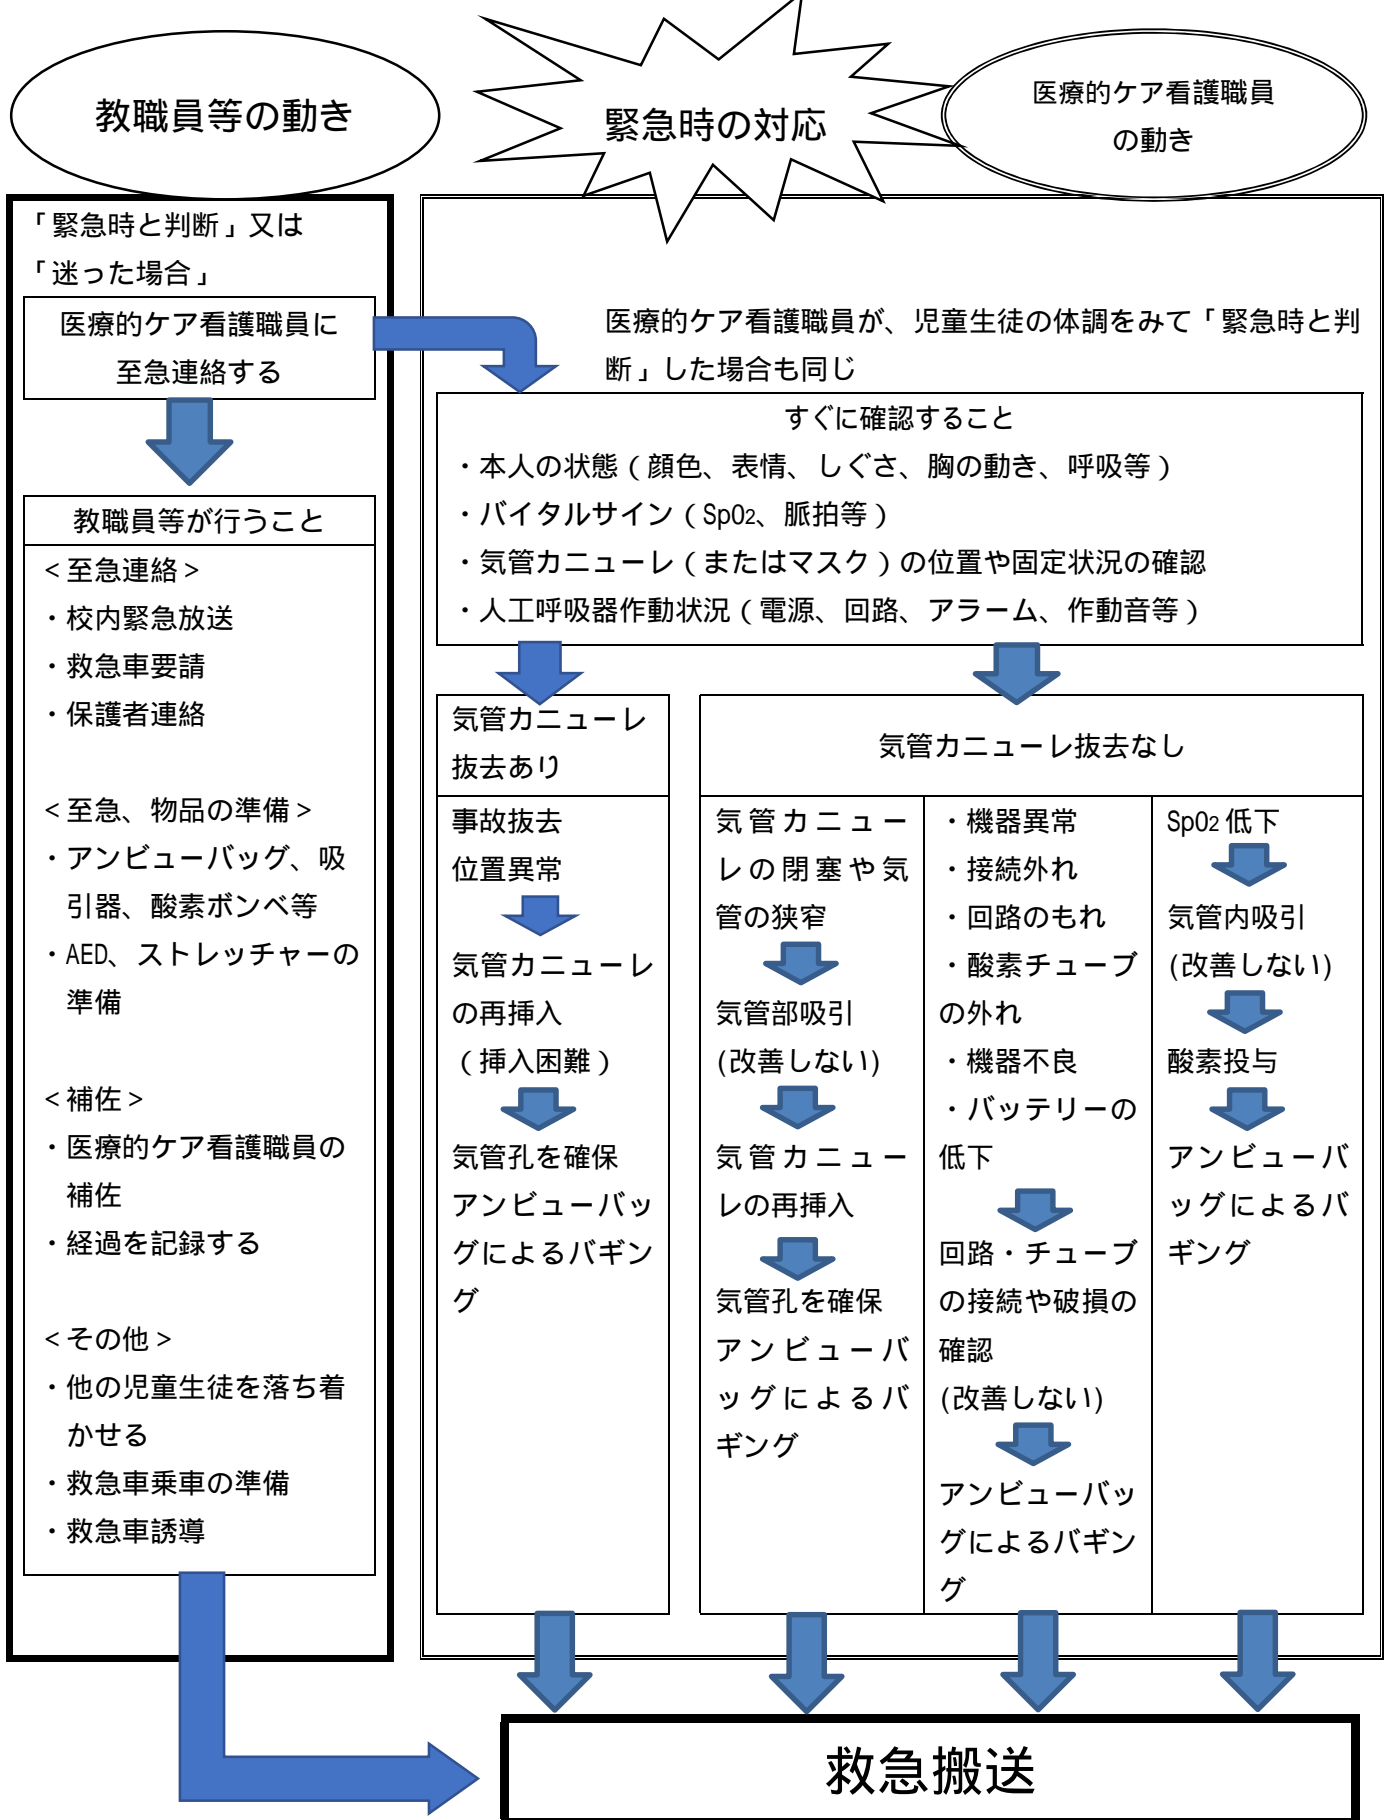 教職員等の動き
緊急時の対応
医療的ケア看護職員
の動き
「緊急時と判断」又は
「迷った場合」
医療的ケア看護職員に
至急連絡する
教職員等が行うこと
<至急連絡>
・校内緊急放送
・救急車要請
・保護者連絡
<至急、物品の準備>
・アンビューバッグ、吸
引器、酸素ボンベ等
・AED、ストレッチャーの
準備
<補佐>
・医療的ケア看護職員の
補佐
・経過を記録する
<その他>
・他の児童生徒を落ち着
かせる
・救急車乗車の準備
・救急車誘導
医療的ケア看護職員が、児童生徒の体調をみて「緊急時と判
断」した場合も同じ
すぐに確認すること
・本人の状態（顔色、表情、しぐさ、胸の動き、呼吸等）
・バイタルサイン（SpO2、脈拍等）
・気管カニューレ（またはマスク）の位置や固定状況の確認
・人工呼吸器作動状況（電源、回路、アラーム、作動音等）
気管カニューレ
抜去あり
事故抜去
位置異常
気管カニューレ
の再挿入
（挿入困難）
気管孔を確保
アンビューバッ
グによるバギン
グ
気管カニューレ抜去なし
気管カニュー
レの閉塞や気
管の狭窄
気管部吸引
(改善しない)
気管カニュー
レの再挿入
気管孔を確保
アンビューバ
ッグによるバ
ギング
・機器異常
・接続外れ
・回路のもれ
・酸素チューブ
の外れ
・機器不良
・バッテリーの
低下
回路・チューブ
の接続や破損の
確認
(改善しない)
アンビューバッ
グによるバギン
グ
SpO2 低下
気管内吸引
(改善しない)
酸素投与
アンビューバ
ッグによるバ
ギング
救急搬送